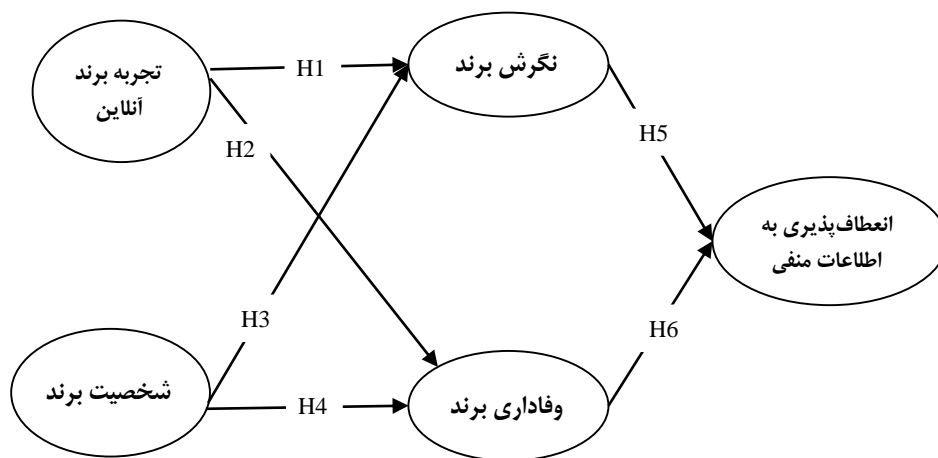 تجربه برند
آنلاین
H1
نگرش برند
H2
H5
انعطاف‌پذیری به
اطلاعات منفی
H3
H6
شخصیت برند
H4
وفاداری برند